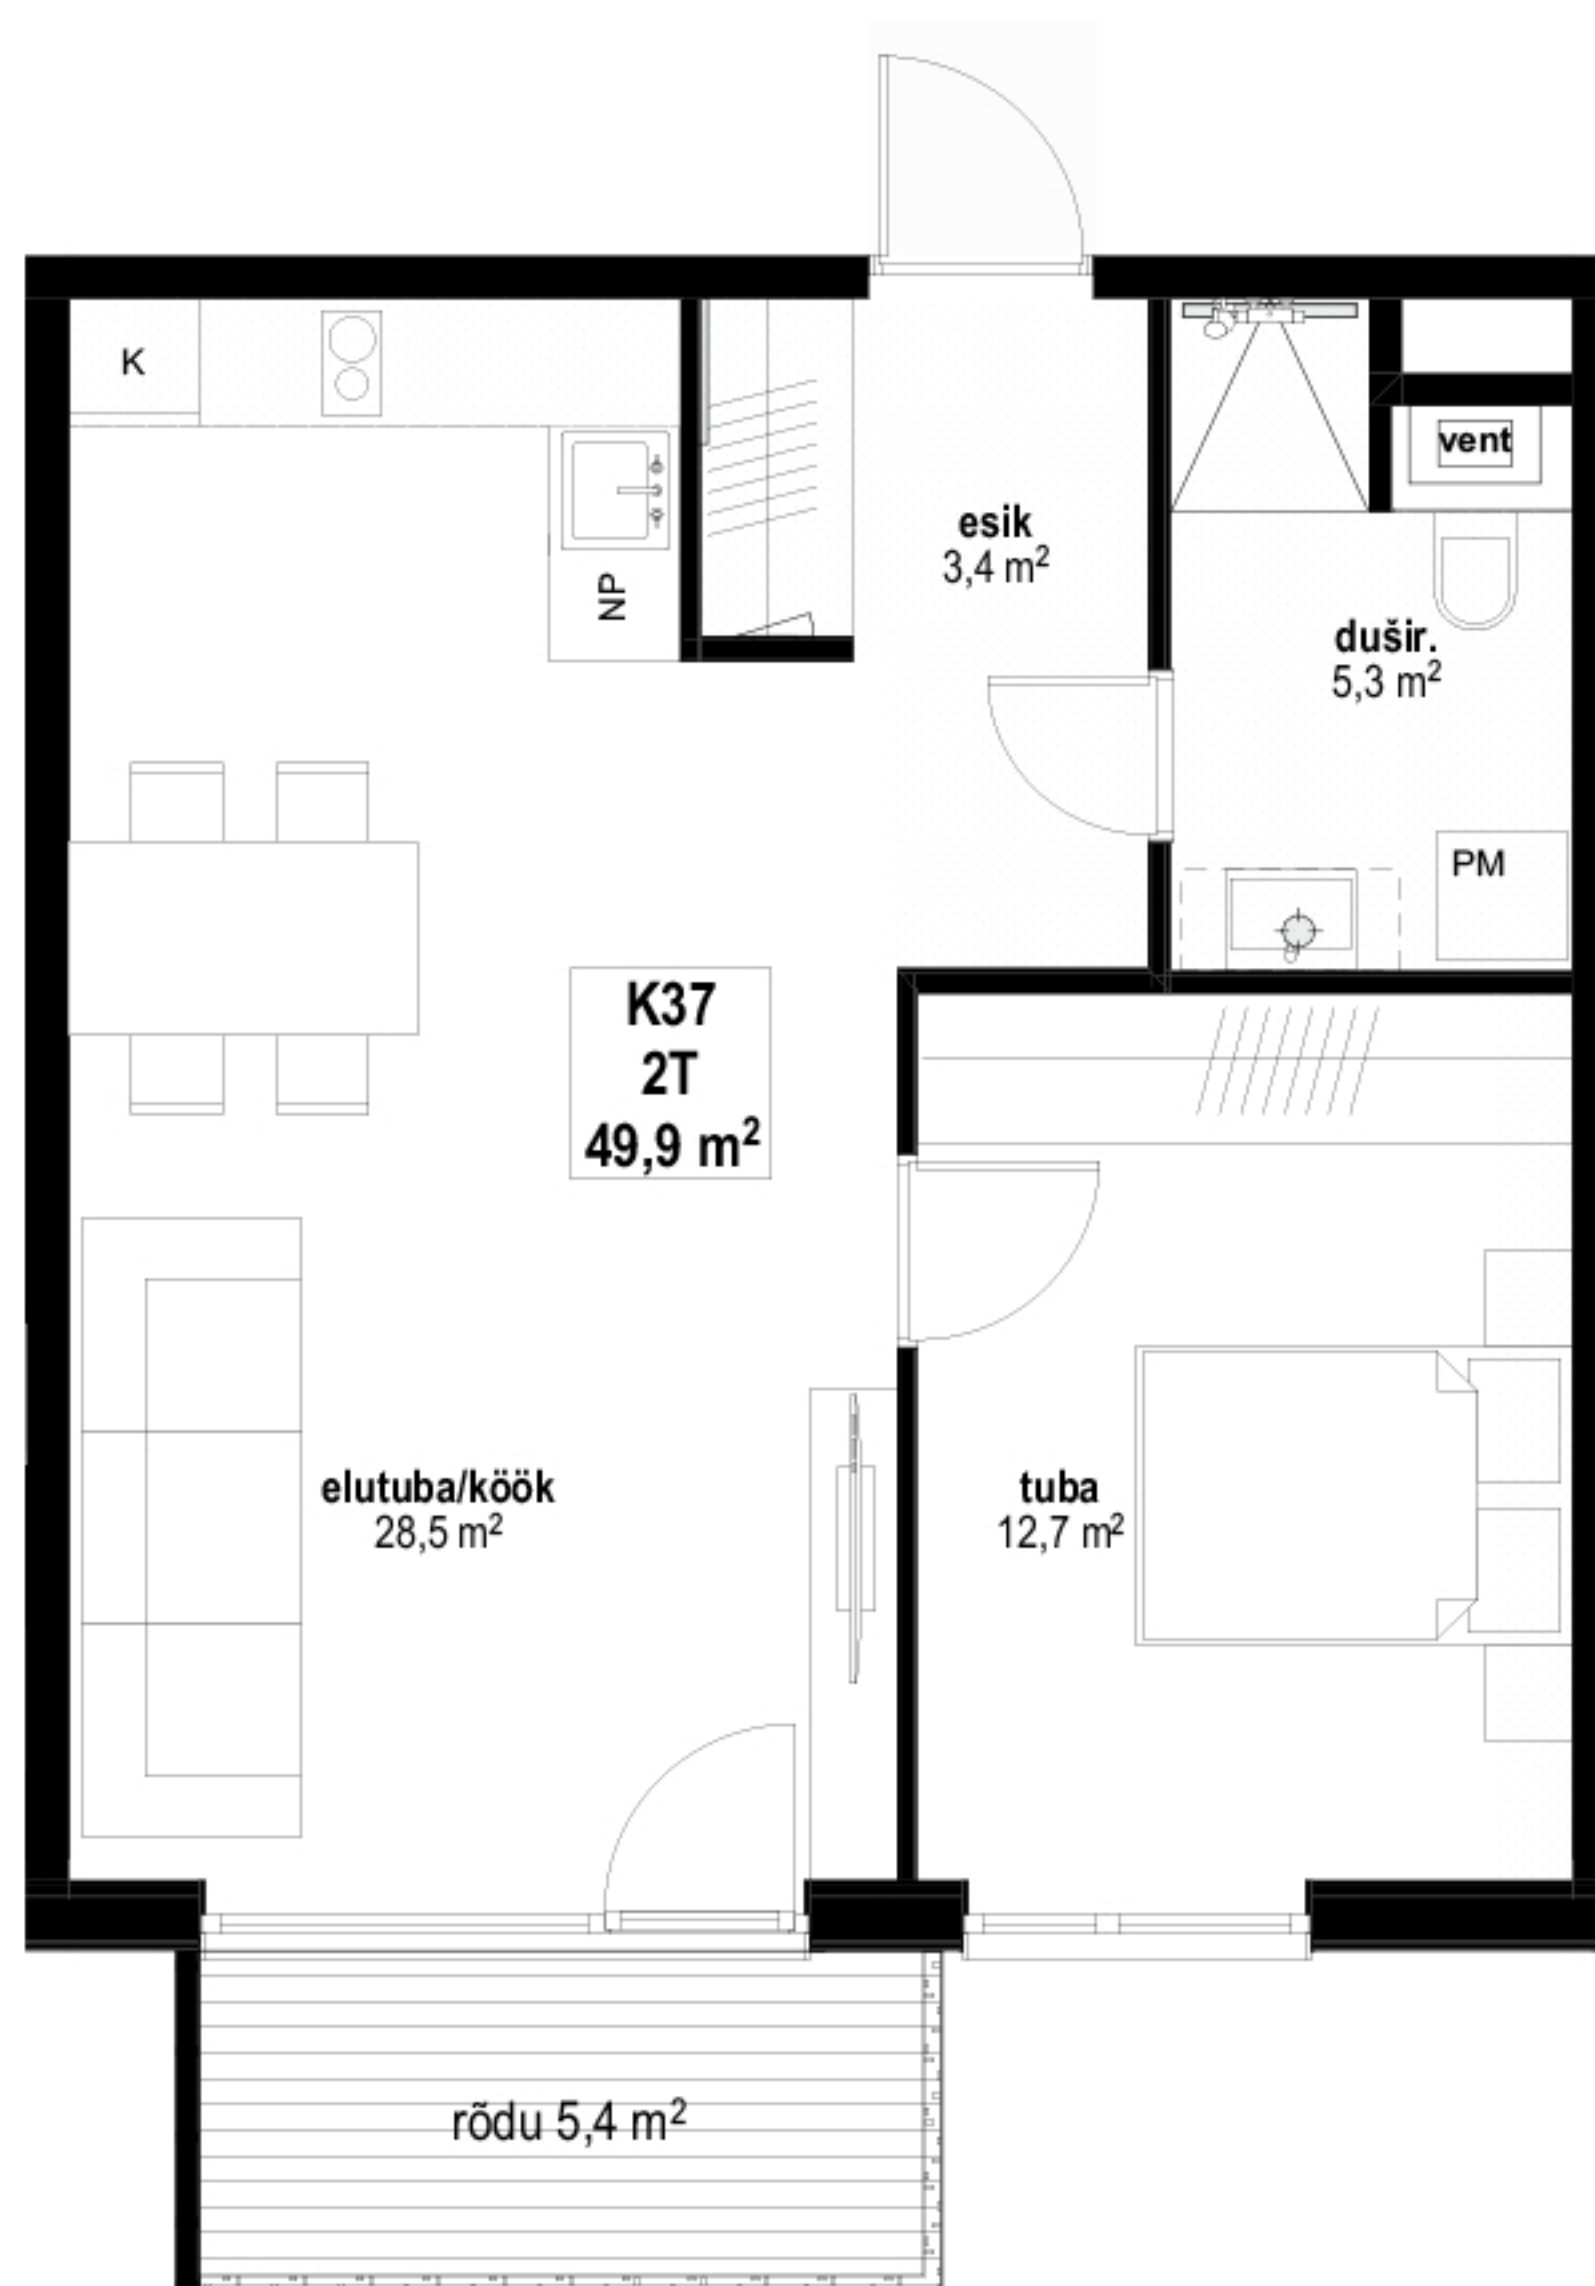 K
vent
esik
3,4 m²
NP
dušir.
5,3 m²
PM
K37
2T
49,9 m²
elutuba/köök
28,5 m²
tuba
12,7 m²
rõdu 5,4 m²